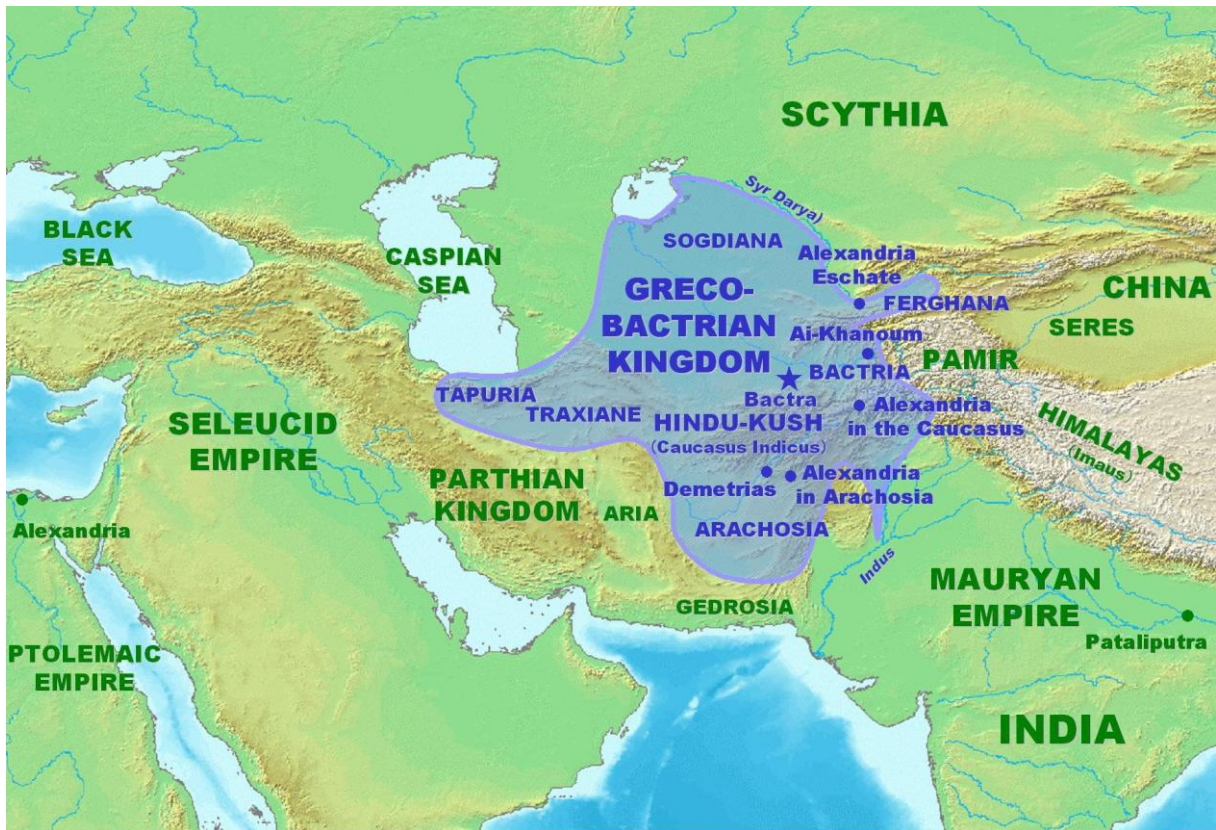 SCYTHIA
BLACK
SEA
CASPIAN
SEA
Syr Darya)
SOGDIANA
Alexandria
Eschate
GRECO-
BACTRIAN
KINGDOM
FERGHANA
CHINA
SERES
Ai-Khanoum
PAMIR
BACTRIA
Bactra
TAPURIA
TRAXIANE
HINDU-KUSH
(Caucasus Indicus)
Alexandria
in the Caucasus
HIMALAYAS
(Imaus)
SELEUCID
EMPIRE
PARTHIAN
KINGDOM
ARIA
Demetrias
Alexandria
in Arachosia
ARACHOSIA
Alexandria
Indus
GEDROSIA
MAURYAN
EMPIRE
Pataliputra
PTOLEMAIC
EMPIRE
INDIA